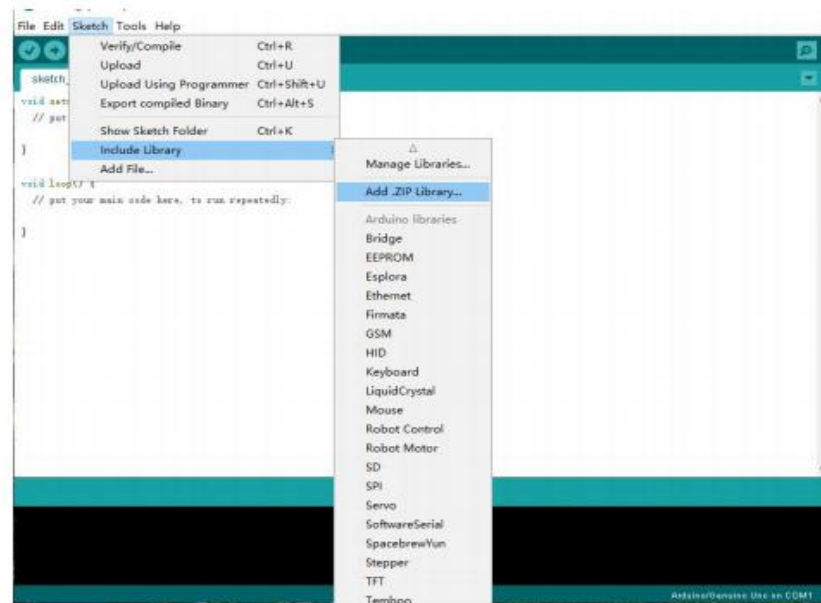 File Edit Sketch Tools Help
Verify/Compile Ctrl+R
Upload Ctrl+U
Upload Using Programmer Ctrl+Shift+U
Export compiled Binary Ctrl+Alt+S
Show Sketch Folder Ctrl+K
Include Library
Add File...
sketch_
void
// put
}
void loop() {
// put your main code here, to run repeatedly:
}
Manage Libraries...
Add .ZIP Library...
Arduino libraries
Bridge
EEPROM
Esplora
Ethernet
Firmata
GSM
HID
Keyboard
LiquidCrystal
Mouse
Robot Control
Robot Motor
SD
SPI
Servo
SoftwareSerial
SpacebrewYun
Stepper
TFT
Temboo
Arduino/Genuino Uno on COM1